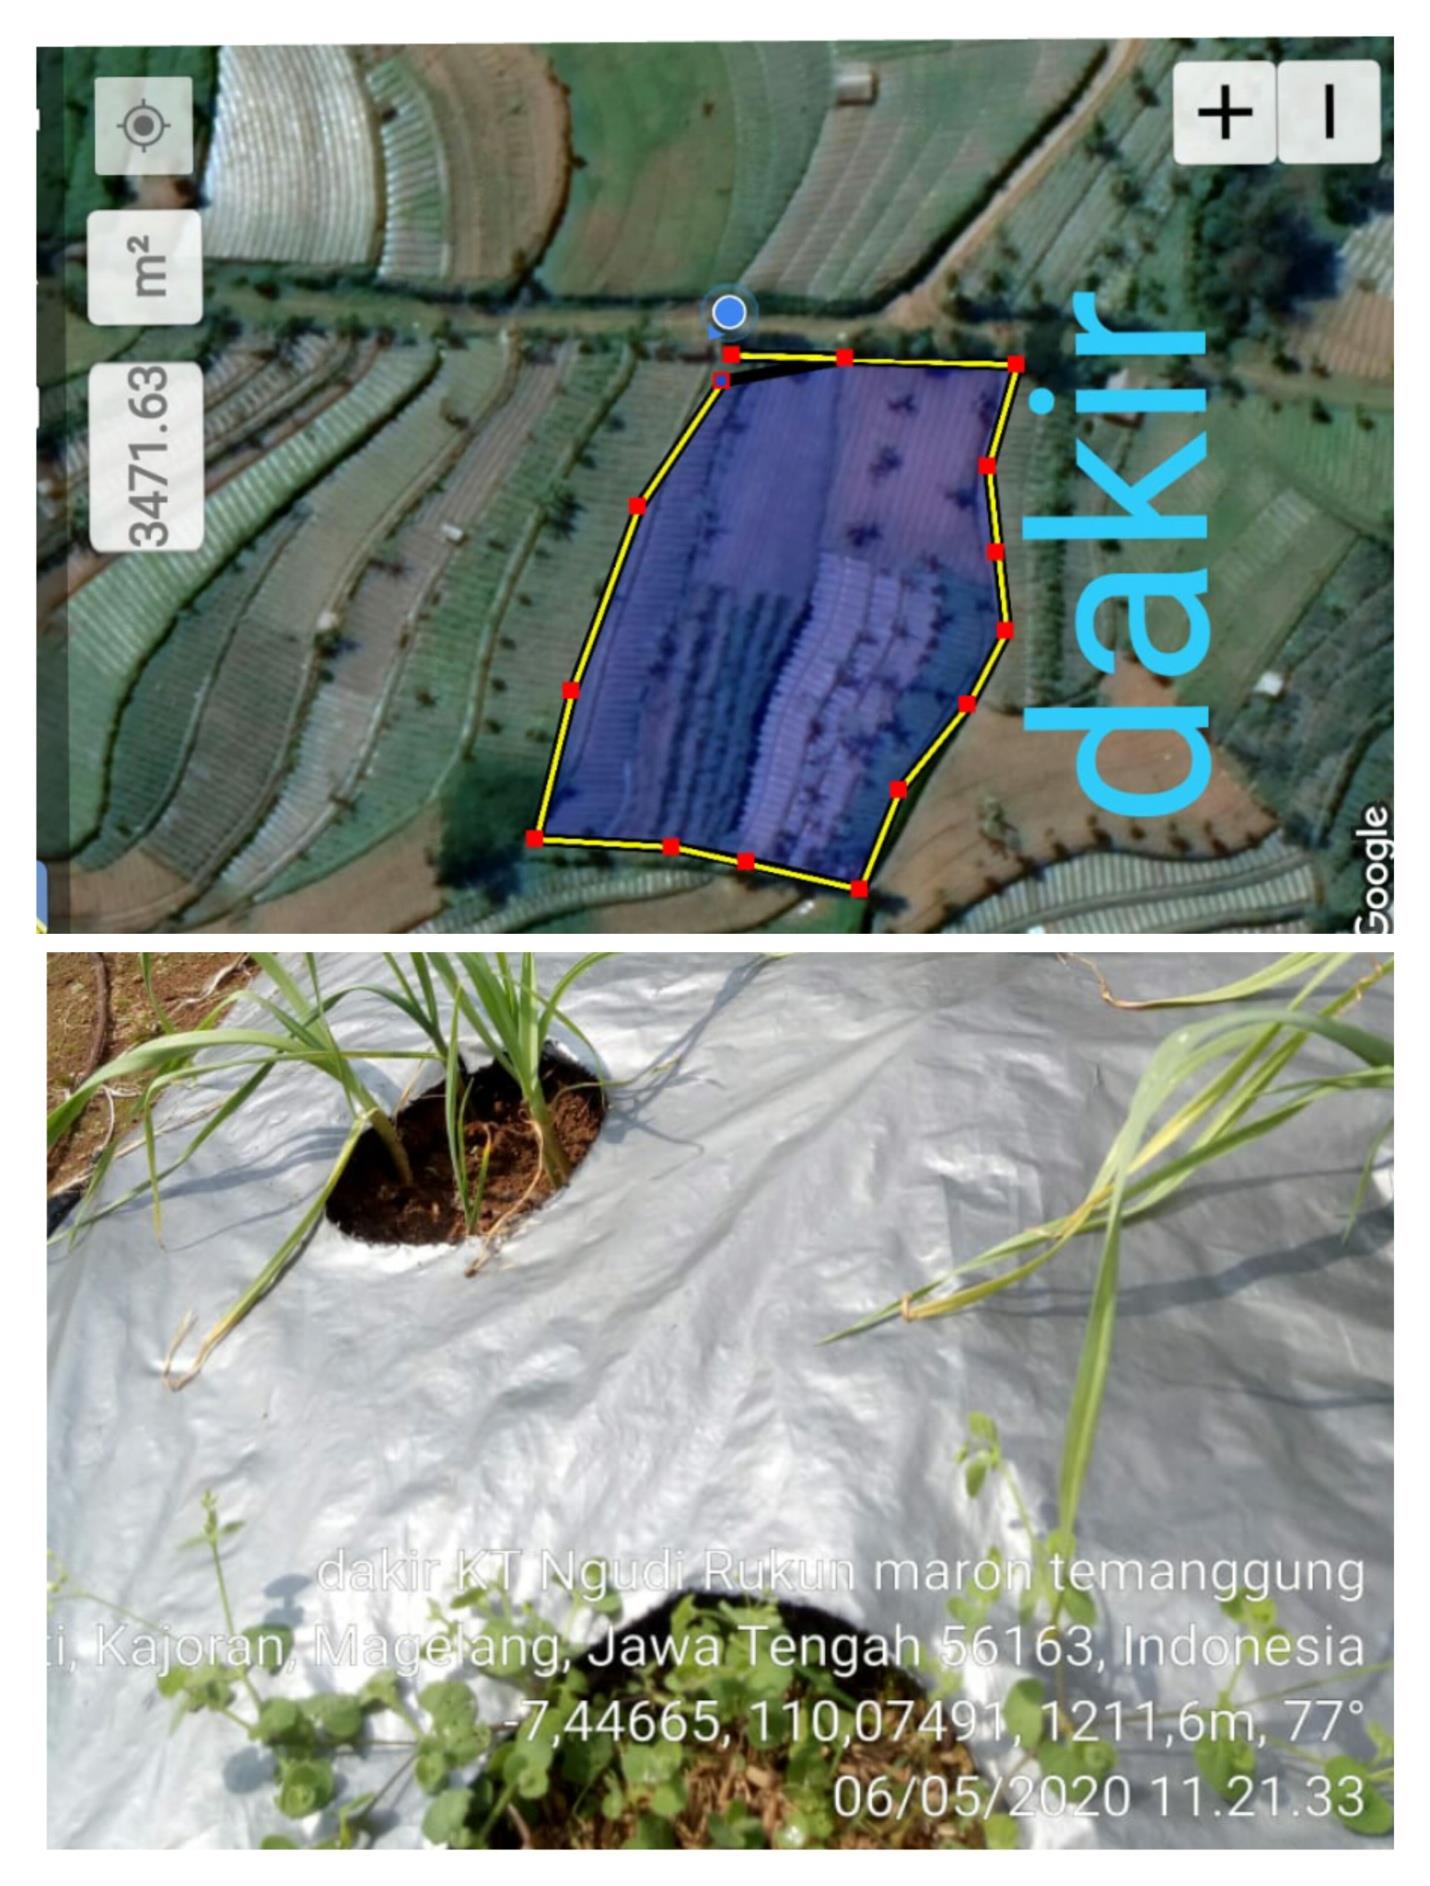 + −
m²
3471.63
dakir
Google
dakir KT Ngudi Rukun maron temanggung
ti, Kajoran, Magelang, Jawa Tengah 56163, Indonesia
-7,44665, 110,07491, 1211,6m, 77°
06/05/2020 11.21.33